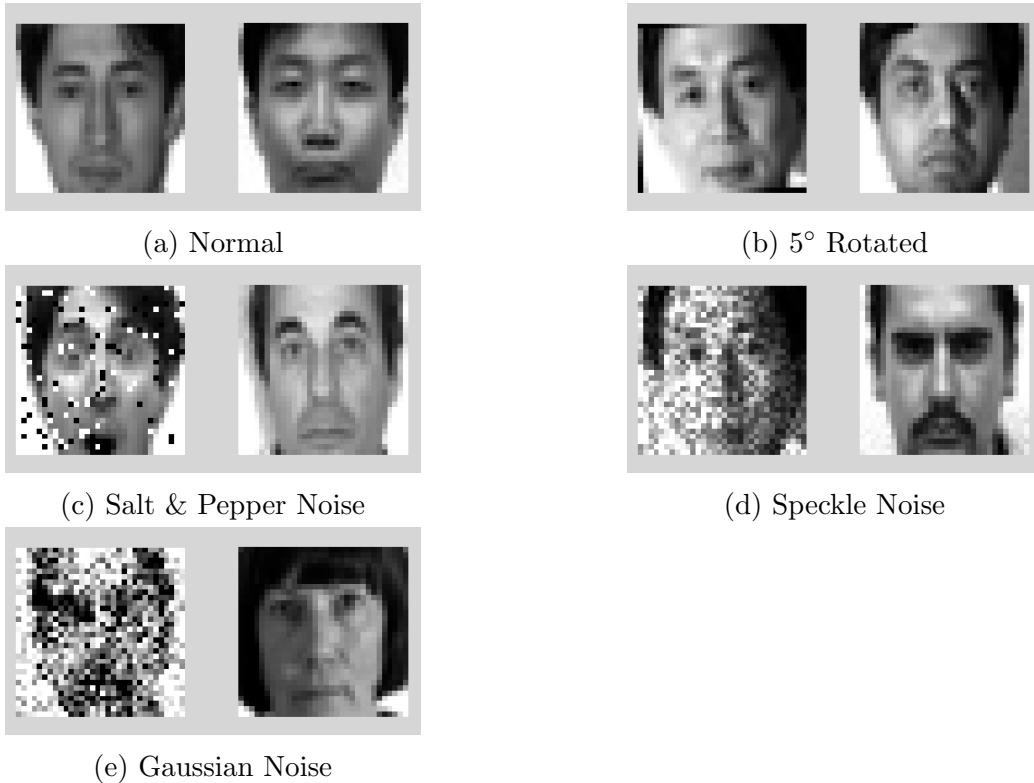 (a) Normal
(b) 5° Rotated
(c) Salt & Pepper Noise
(d) Speckle Noise
(e) Gaussian Noise